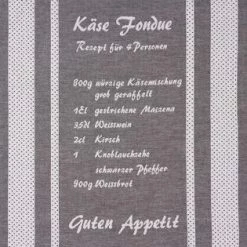 Käse Fondue
Rezept für 4 Personen
800g würzige Käsemischung
grob geraffelt
1El gestrichene Maizena
3,5dl Weisswein
2cl Kirsch
1 Knoblauchzehe
schwarzer Pfeffer
900g Weissbrot
Guten Appetit